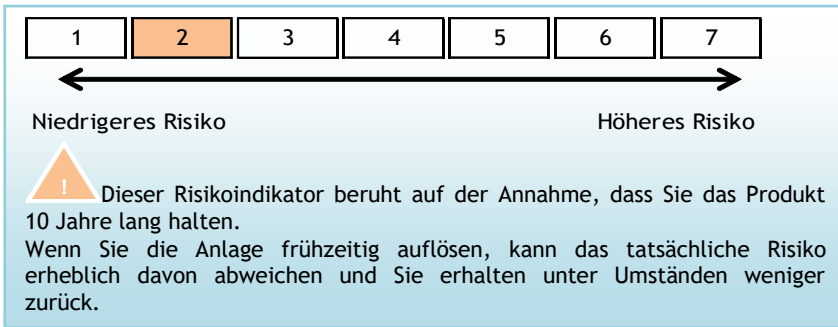 1 2 3 4 5 6 7
Niedrigeres Risiko Höheres Risiko
! Dieser Risikoindikator beruht auf der Annahme, dass Sie das Produkt
10 Jahre lang halten.
Wenn Sie die Anlage frühzeitig auflösen, kann das tatsächliche Risiko
erheblich davon abweichen und Sie erhalten unter Umständen weniger
zurück.